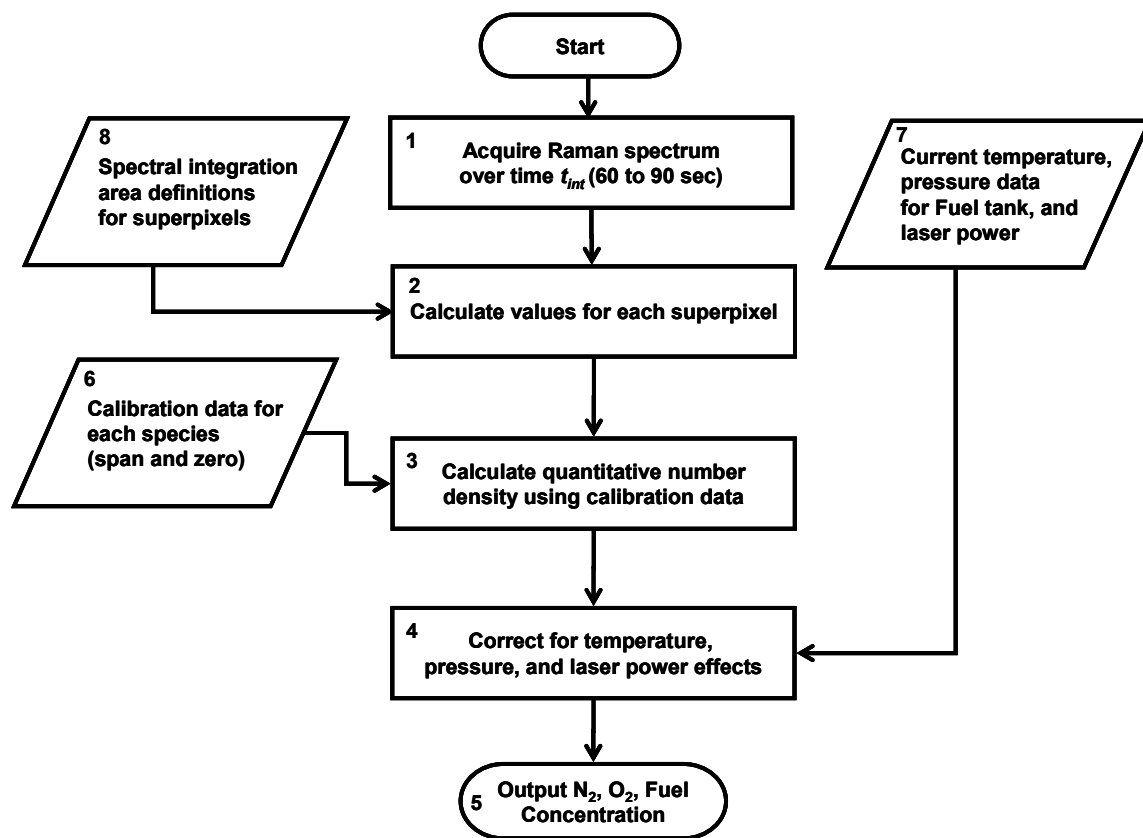 Start
1
Acquire Raman spectrum
over time t_int (60 to 90 sec)
8
Spectral integration
area definitions
for superpixels
7
Current temperature,
pressure data
for Fuel tank, and
laser power
2
Calculate values for each superpixel
6
Calibration data for
each species
(span and zero)
3
Calculate quantitative number
density using calibration data
4
Correct for temperature,
pressure, and laser power effects
5
Output N₂, O₂, Fuel
Concentration